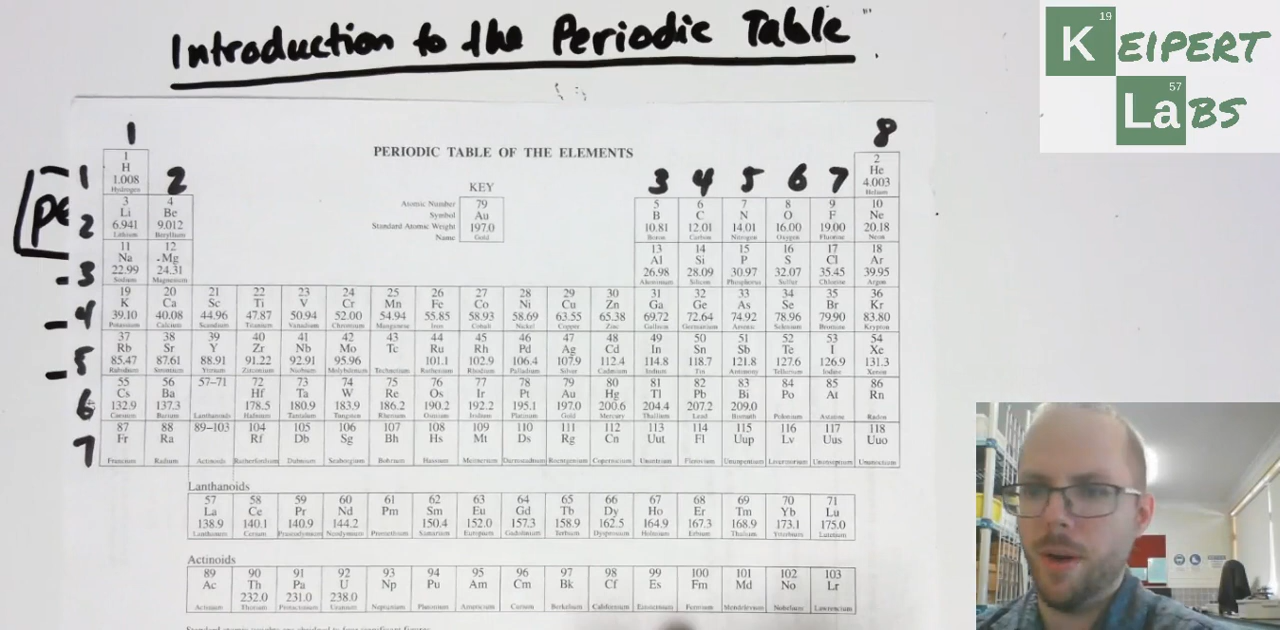 Introduction to the Periodic Table
K 19 EIPERT
La 57 BS
1 8
PERIODIC TABLE OF THE ELEMENTS
1 2 3 4 5 6 7
1 2
H He
1.008 4.003
Hydrogen Helium
KEY
Atomic Number 79
Symbol Au
Standard Atomic Weight 197.0
Name Gold
pe 2
3 4 5 6 7 8 9 10
Li Be B C N O F Ne
6.941 9.012 10.81 12.01 14.01 16.00 19.00 20.18
Lithium Beryllium Boron Carbon Nitrogen Oxygen Fluorine Neon
3
11 12 13 14 15 16 17 18
Na Mg Al Si P S Cl Ar
22.99 24.31 26.98 28.09 30.97 32.07 35.45 39.95
Sodium Magnesium Aluminium Silicon Phosphorus Sulfur Chlorine Argon
4
19 20 21 22 23 24 25 26 27 28 29 30 31 32 33 34 35 36
K Ca Sc Ti V Cr Mn Fe Co Ni Cu Zn Ga Ge As Se Br Kr
39.10 40.08 44.96 47.87 50.94 52.00 54.94 55.85 58.93 58.69 63.55 65.38 69.72 72.64 74.92 78.96 79.90 83.80
Potassium Calcium Scandium Titanium Vanadium Chromium Manganese Iron Cobalt Nickel Copper Zinc Gallium Germanium Arsenic Selenium Bromine Krypton
5
37 38 39 40 41 42 43 44 45 46 47 48 49 50 51 52 53 54
Rb Sr Y Zr Nb Mo Tc Ru Rh Pd Ag Cd In Sn Sb Te I Xe
85.47 87.61 88.91 91.22 92.91 95.96 101.1 102.9 106.4 107.9 112.4 114.8 118.7 121.8 127.6 126.9 131.3
Rubidium Strontium Yttrium Zirconium Niobium Molybdenum Technetium Ruthenium Rhodium Palladium Silver Cadmium Indium Tin Antimony Tellurium Iodine Xenon
6
55 56 57–71 72 73 74 75 76 77 78 79 80 81 82 83 84 85 86
Cs Ba Hf Ta W Re Os Ir Pt Au Hg Tl Pb Bi Po At Rn
132.9 137.3 178.5 180.9 183.9 186.2 190.2 192.2 195.1 197.0 200.6 204.4 207.2 209.0
Caesium Barium Lanthanoids Hafnium Tantalum Tungsten Rhenium Osmium Iridium Platinum Gold Mercury Thallium Lead Bismuth Polonium Astatine Radon
7
87 88 89–103 104 105 106 107 108 109 110 111 112 113 114 115 116 117 118
Fr Ra Rf Db Sg Bh Hs Mt Ds Rg Cn Uut Fl Uup Lv Uus Uuo
Francium Radium Actinoids Rutherfordium Dubnium Seaborgium Bohrium Hassium Meitnerium Darmstadtium Roentgenium Copernicium Ununtrium Flerovium Ununpentium Livermorium Ununseptium Ununoctium
Lanthanoids
57 58 59 60 61 62 63 64 65 66 67 68 69 70 71
La Ce Pr Nd Pm Sm Eu Gd Tb Dy Ho Er Tm Yb Lu
138.9 140.1 140.9 144.2 150.4 152.0 157.3 158.9 162.5 164.9 167.3 168.9 173.1 175.0
Lanthanum Cerium Praseodymium Neodymium Promethium Samarium Europium Gadolinium Terbium Dysprosium Holmium Erbium Thulium Ytterbium Lutetium
Actinoids
89 90 91 92 93 94 95 96 97 98 99 100 101 102 103
Ac Th Pa U Np Pu Am Cm Bk Cf Es Fm Md No Lr
232.0 231.0 238.0
Actinium Thorium Protactinium Uranium Neptunium Plutonium Americium Curium Berkelium Californium Einsteinium Fermium Mendelevium Nobelium Lawrencium